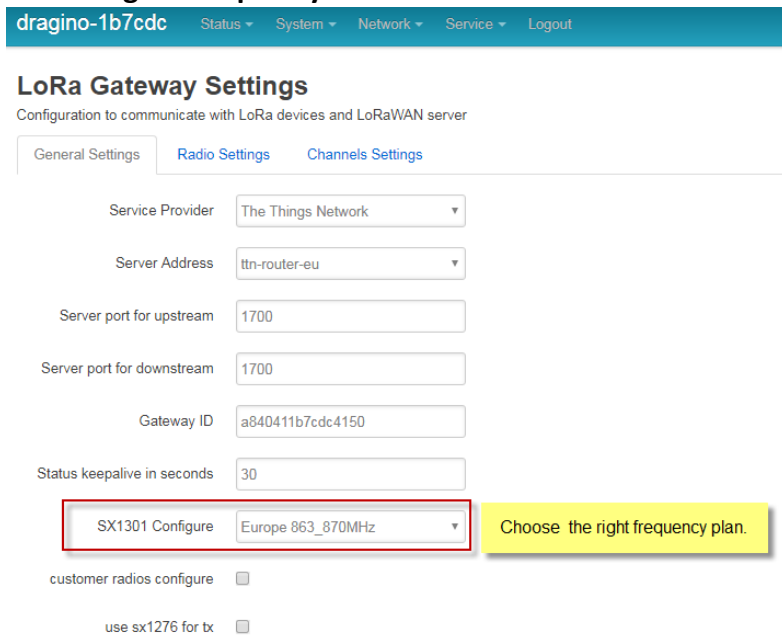 dragino-1b7cdc Status System Network Service Logout
LoRa Gateway Settings
Configuration to communicate with LoRa devices and LoRaWAN server
General Settings Radio Settings Channels Settings
Service Provider The Things Network
Server Address ttn-router-eu
Server port for upstream 1700
Server port for downstream 1700
Gateway ID a840411b7cdc4150
Status keepalive in seconds 30
SX1301 Configure Europe 863_870MHz Choose the right frequency plan.
customer radios configure
use sx1276 for tx